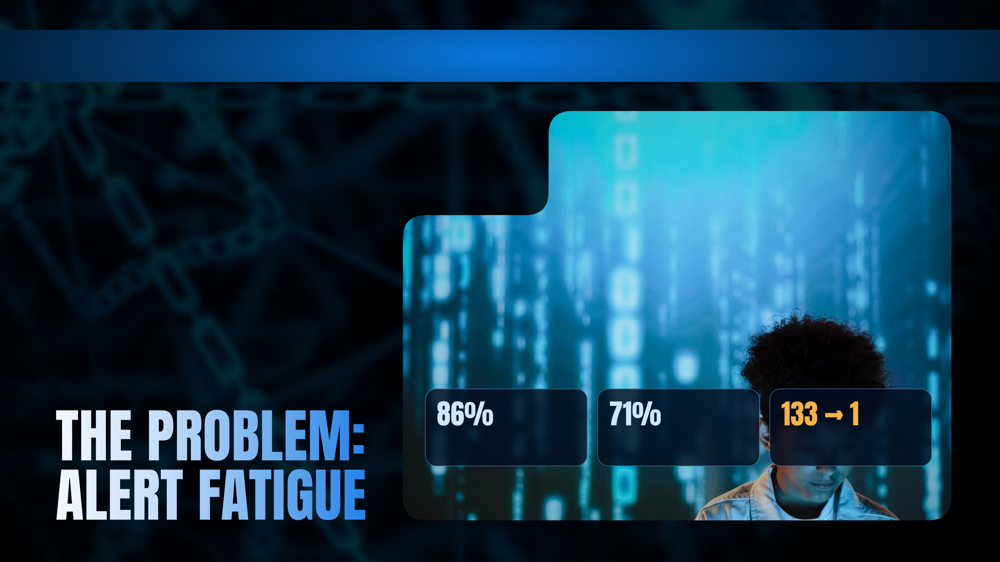 THE PROBLEM:
ALERT FATIGUE
86%
71%
133 → 1